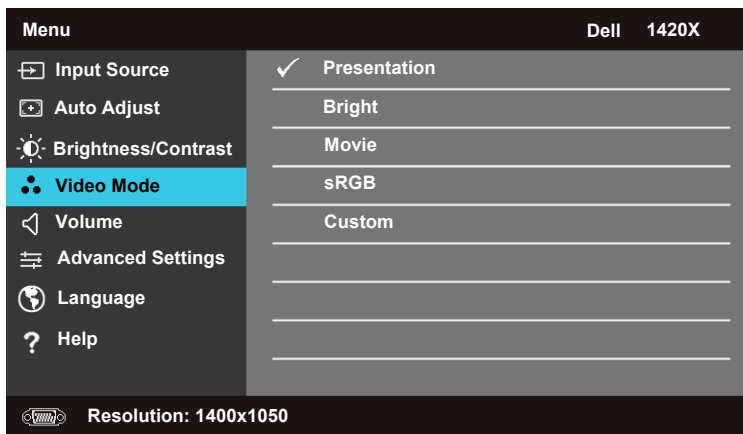 Menu
Dell 1420X
Input Source
Auto Adjust
Brightness/Contrast
Video Mode
Volume
Advanced Settings
Language
? Help
Presentation
Bright
Movie
sRGB
Custom
Resolution: 1400x1050